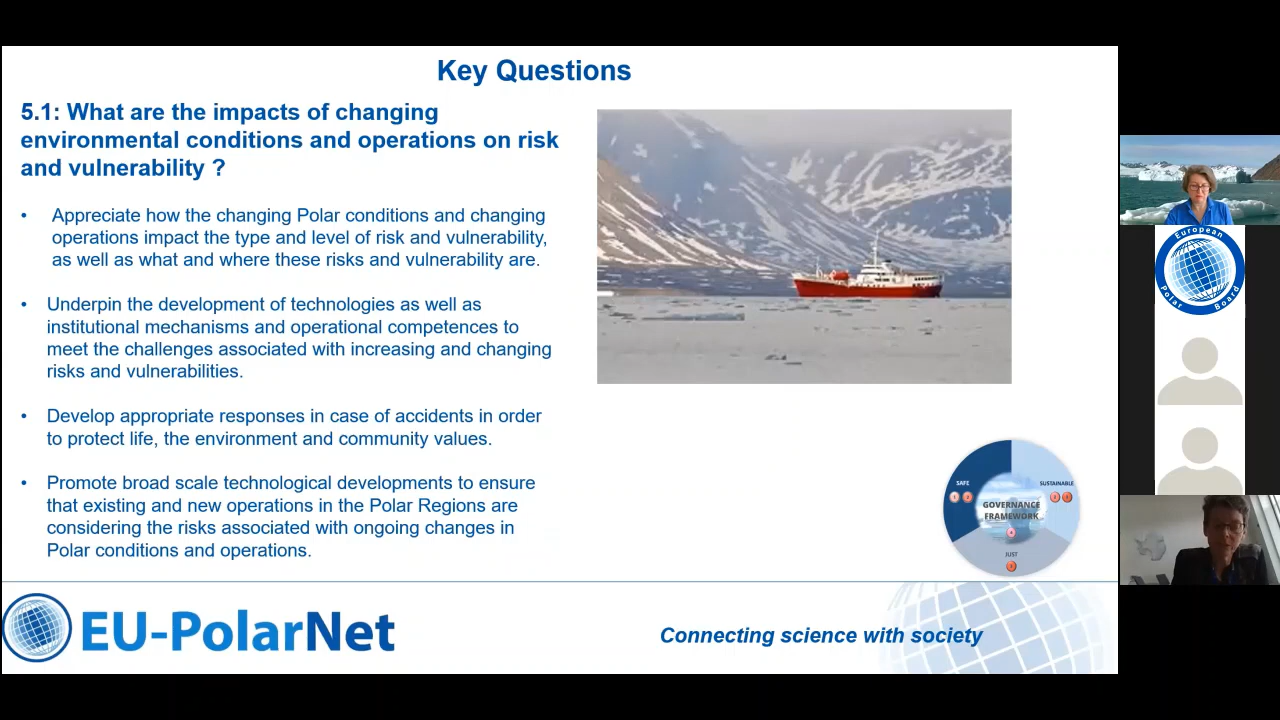 Key Questions
5.1: What are the impacts of changing
environmental conditions and operations on risk
and vulnerability ?
• Appreciate how the changing Polar conditions and changing
operations impact the type and level of risk and vulnerability,
as well as what and where these risks and vulnerability are.
• Underpin the development of technologies as well as
institutional mechanisms and operational competences to
meet the challenges associated with increasing and changing
risks and vulnerabilities.
• Develop appropriate responses in case of accidents in order
to protect life, the environment and community values.
• Promote broad scale technological developments to ensure
that existing and new operations in the Polar Regions are
considering the risks associated with ongoing changes in
Polar conditions and operations.
SAFE
SUSTAINABLE
GOVERNANCE
FRAMEWORK
JUST
EU-PolarNet
Connecting science with society
European
Polar Board